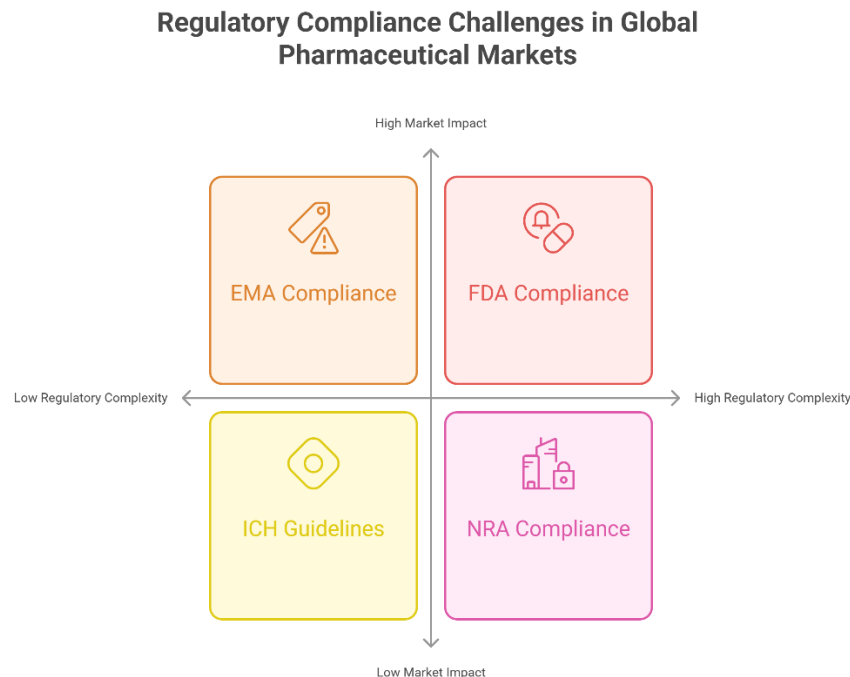 Regulatory Compliance Challenges in Global
Pharmaceutical Markets
High Market Impact
EMA Compliance
FDA Compliance
Low Regulatory Complexity
High Regulatory Complexity
ICH Guidelines
NRA Compliance
Low Market Impact